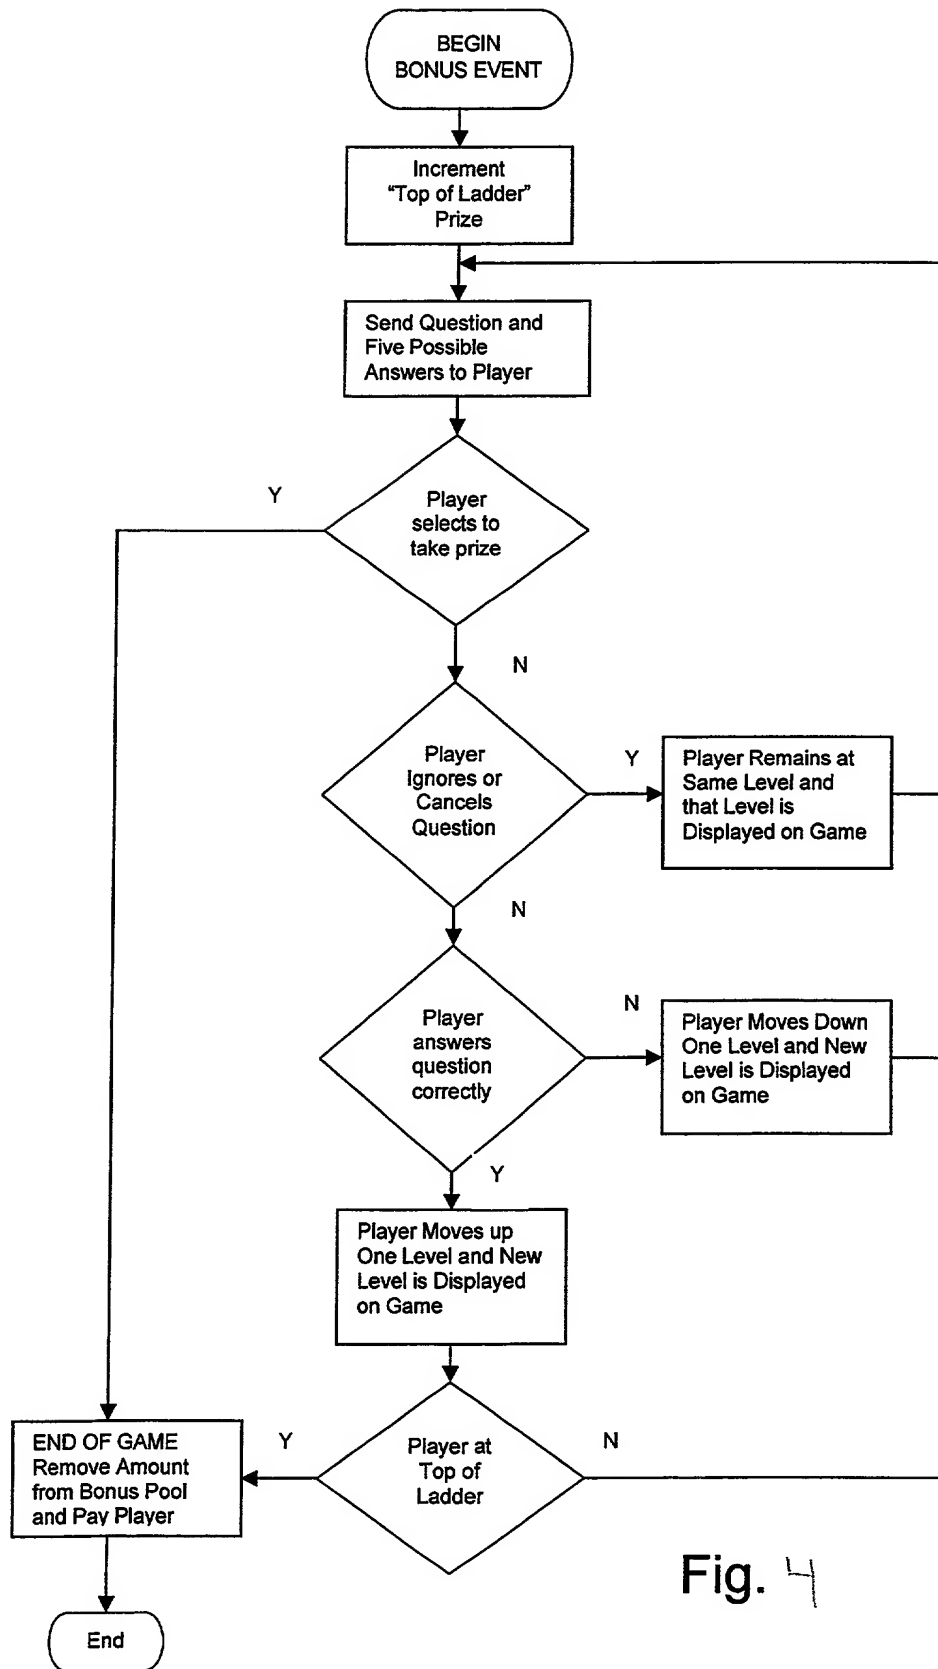 BEGIN
BONUS EVENT
Increment
“Top of Ladder”
Prize
Send Question and
Five Possible
Answers to Player
Y
Player
selects to
take prize
N
Player
Ignores or
Cancels
Question
Y
Player Remains at
Same Level and
that Level is
Displayed on Game
N
Player
answers
question
correctly
N
Player Moves Down
One Level and New
Level is Displayed
on Game
Y
Player Moves up
One Level and New
Level is Displayed
on Game
END OF GAME
Remove Amount
from Bonus Pool
and Pay Player
Y
Player at
Top of
Ladder
N
End
Fig. 4